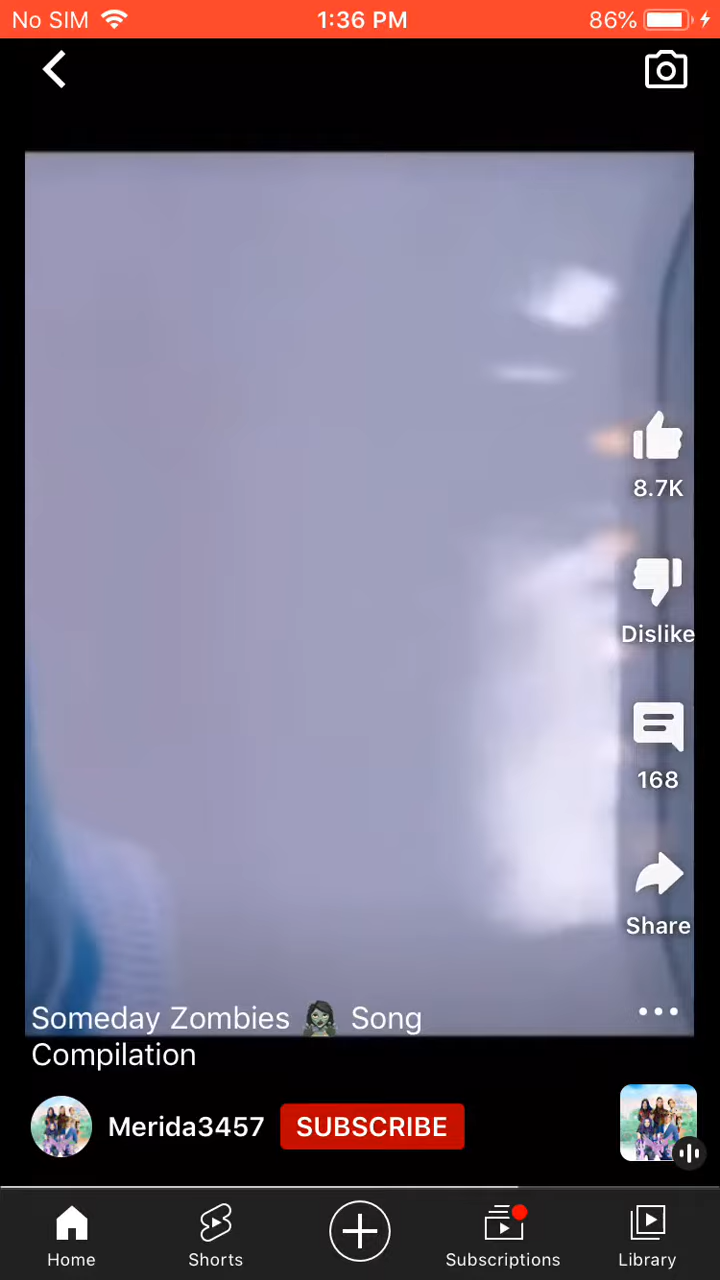 No SIM 1:36 PM 86%
8.7K
Dislike
168
Share
Someday Zombies 🧟‍♀️ Song
Compilation
Merida3457 SUBSCRIBE
Home Shorts Subscriptions Library